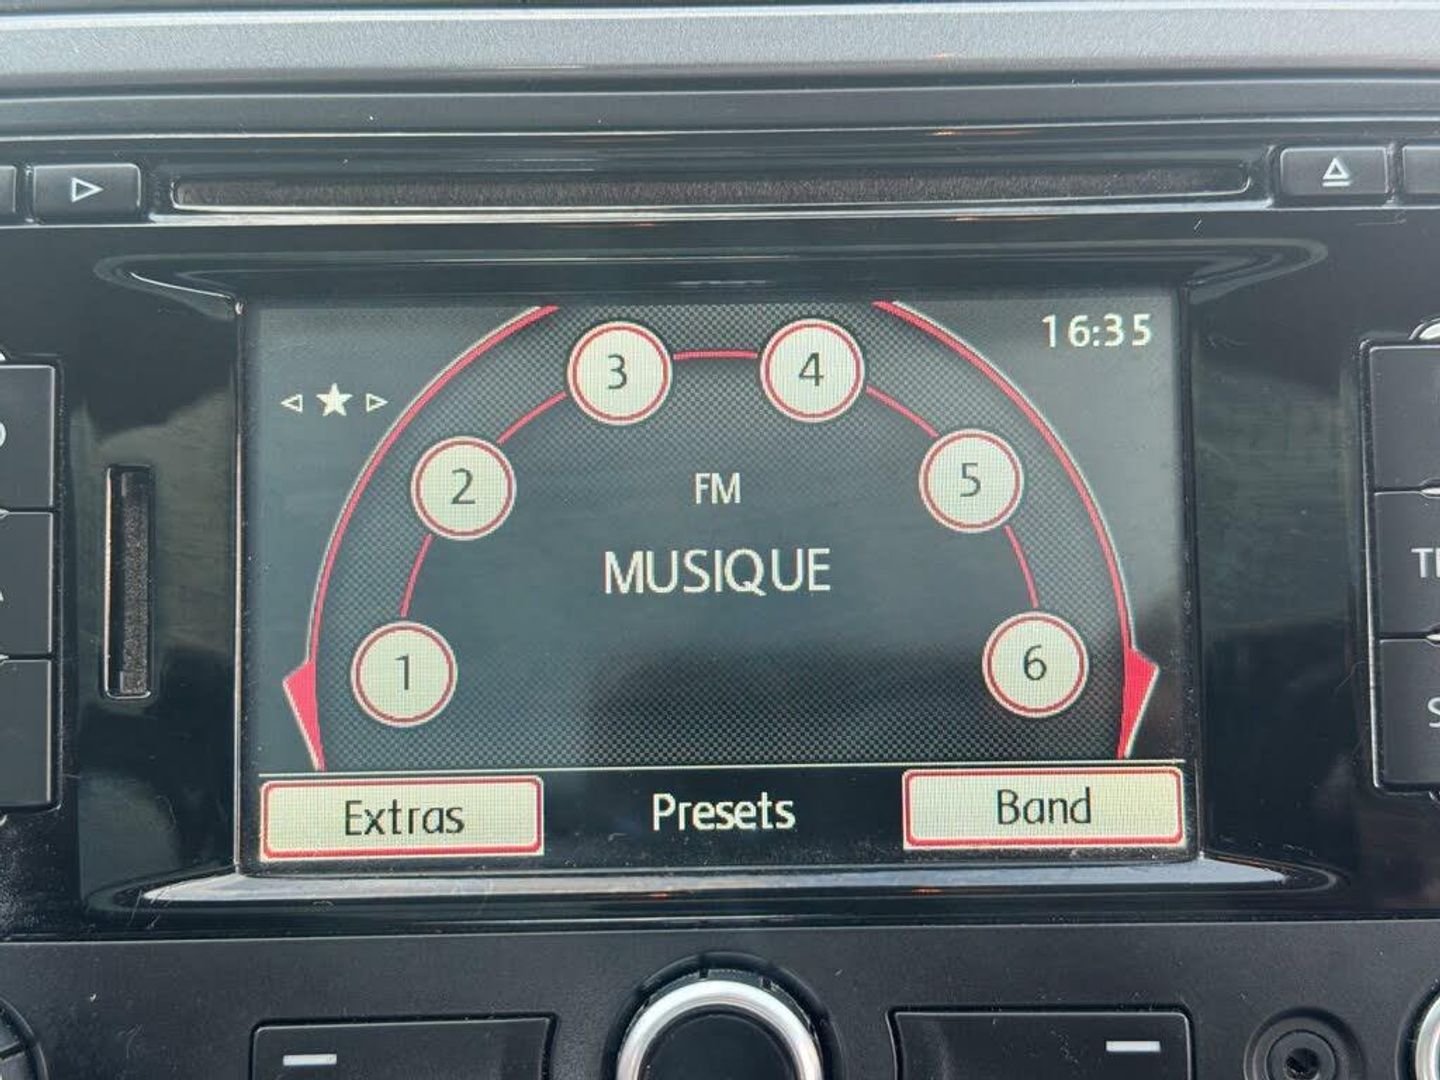 16:35
3
4
2
5
FM
MUSIQUE
1
6
Extras
Presets
Band